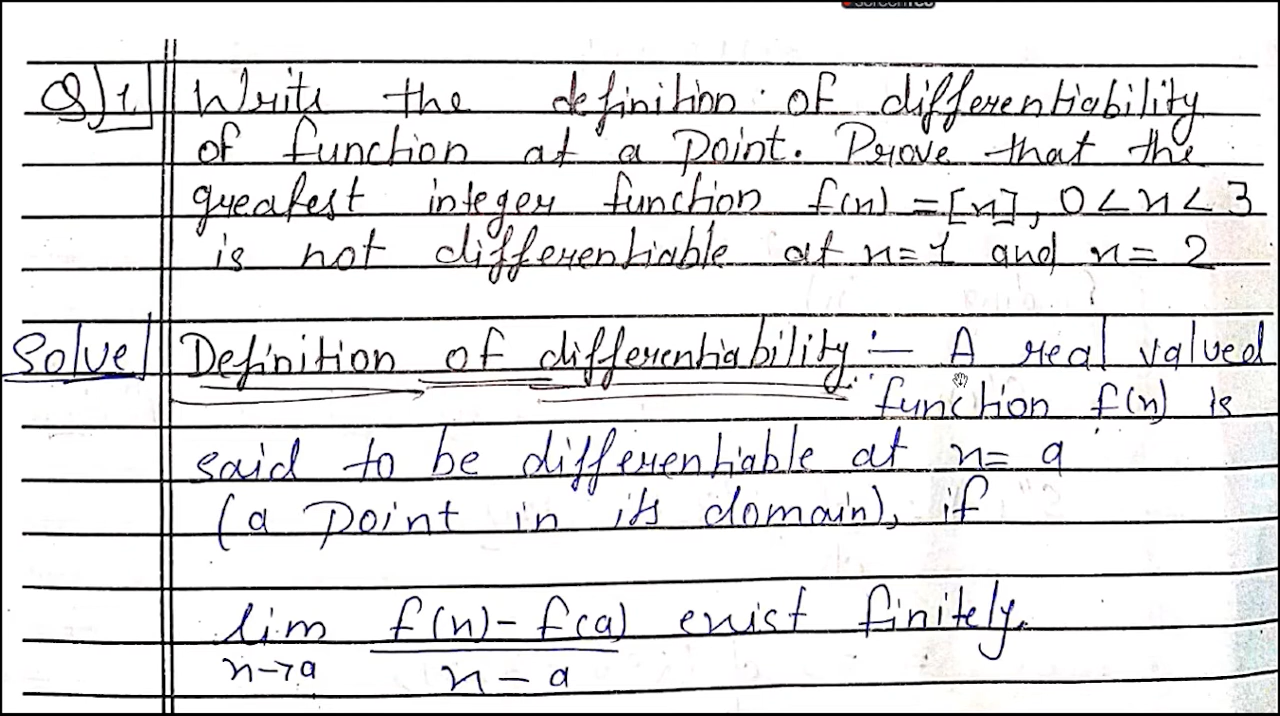 Q)1 Write the definition of differentiability
of function at a Point. Prove that the
greatest integer function f(x) = [x], 0 < x < 3
is not differentiable at x = 1 and x = 2
Solve Definition of differentiability :- A real valued
function f(x) is
said to be differentiable at x = a
(a Point in its domain), if
lim f(x) - f(a) exist finitely.
x→a x - a